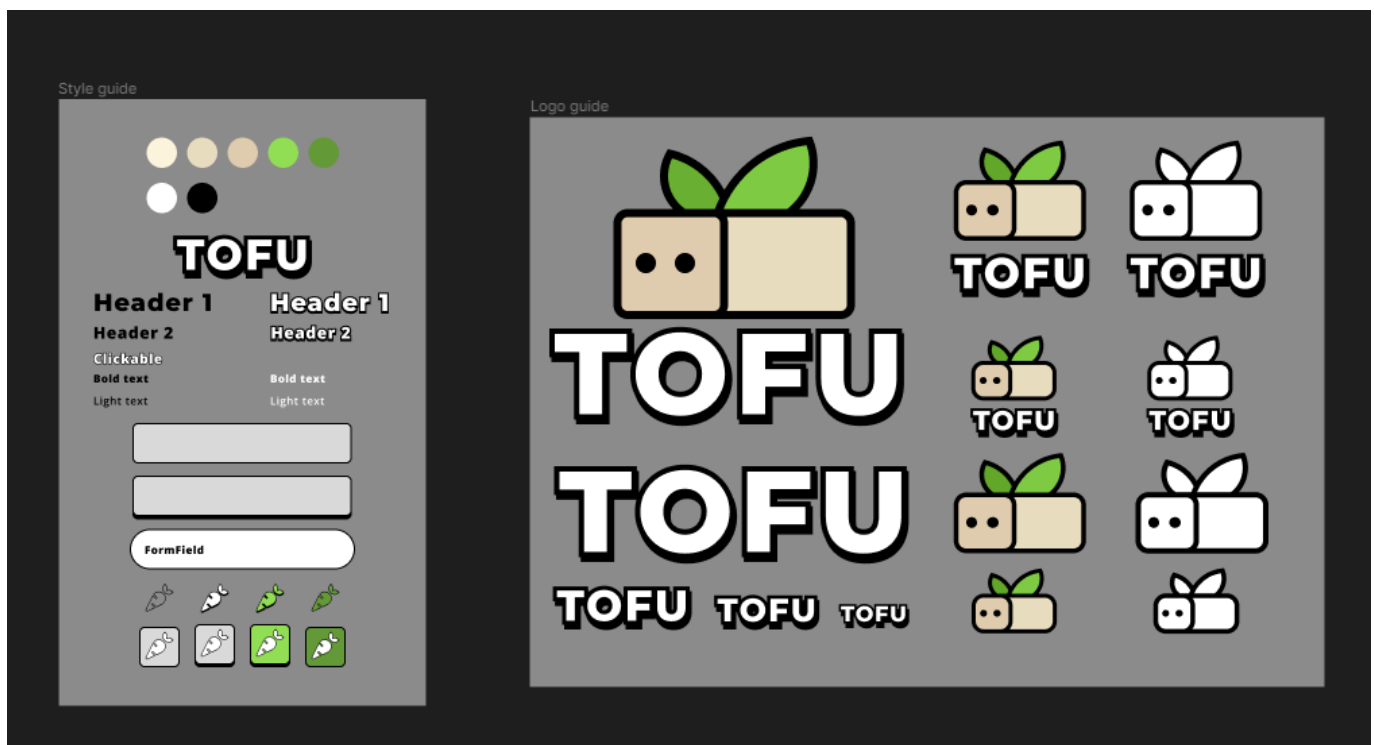 Style guide
TOFU
Header 1
Header 1
Header 2
Header 2
Clickable
Bold text
Bold text
Light text
Light text
FormField
Logo guide
TOFU
TOFU
TOFU
TOFU
TOFU
TOFU
TOFU
TOFU
TOFU